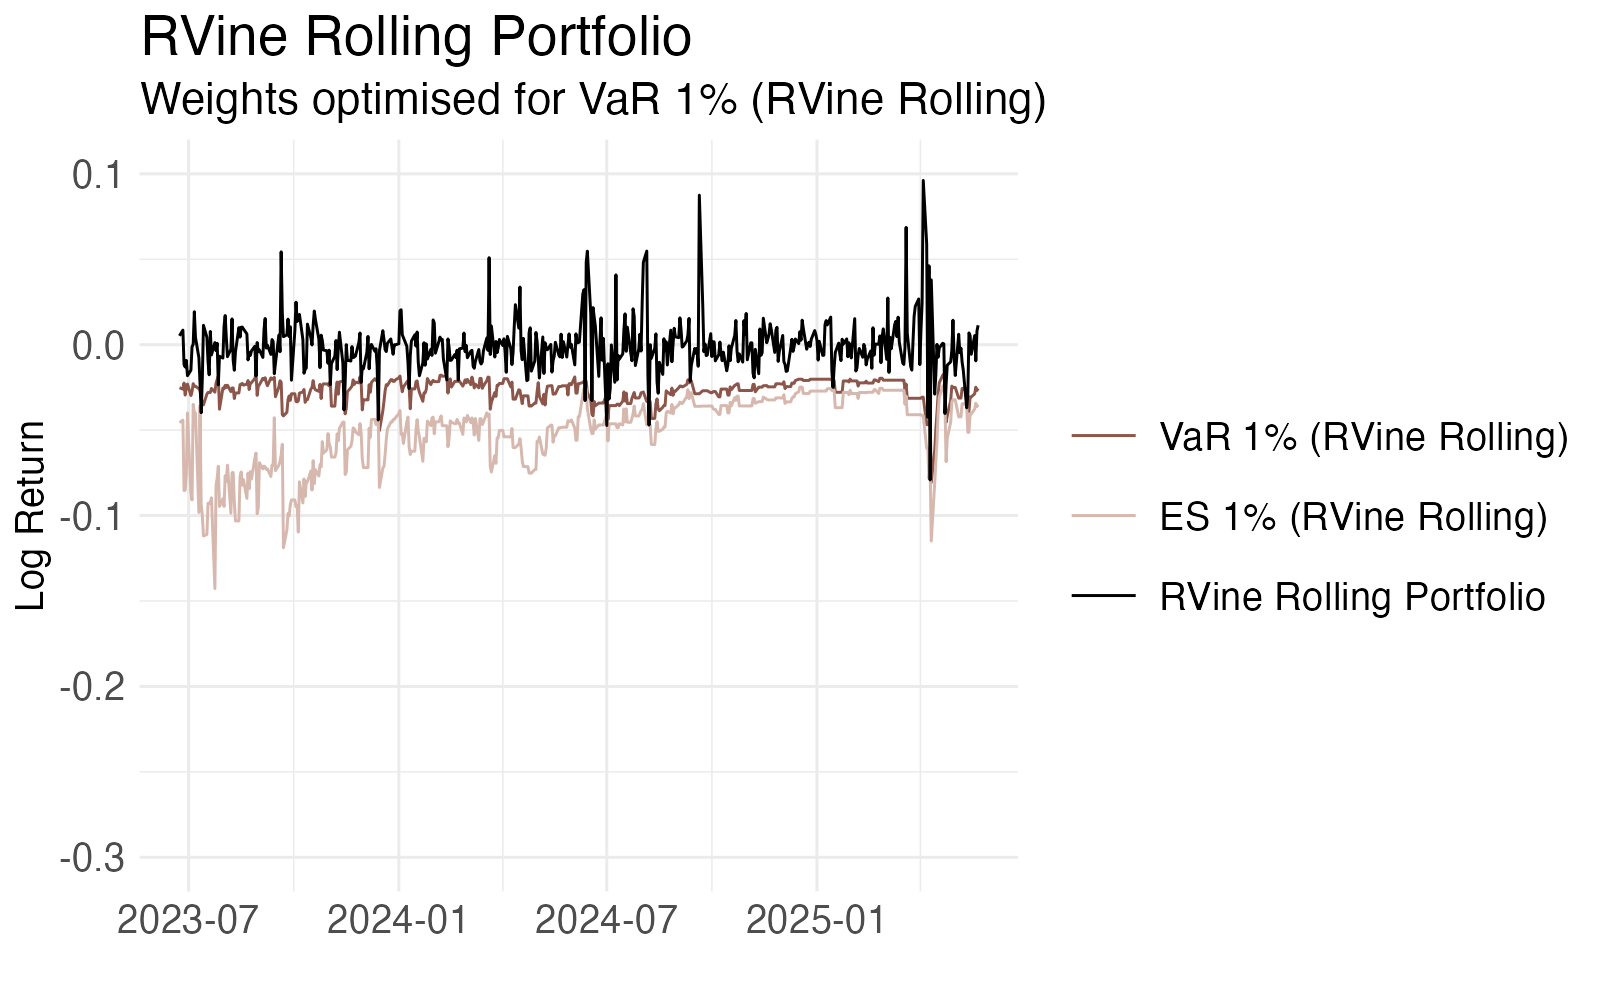 RVine Rolling Portfolio
Weights optimised for VaR 1% (RVine Rolling)
Log Return
0.1
0.0
-0.1
-0.2
-0.3
2023-07
2024-01
2024-07
2025-01
VaR 1% (RVine Rolling)
ES 1% (RVine Rolling)
RVine Rolling Portfolio